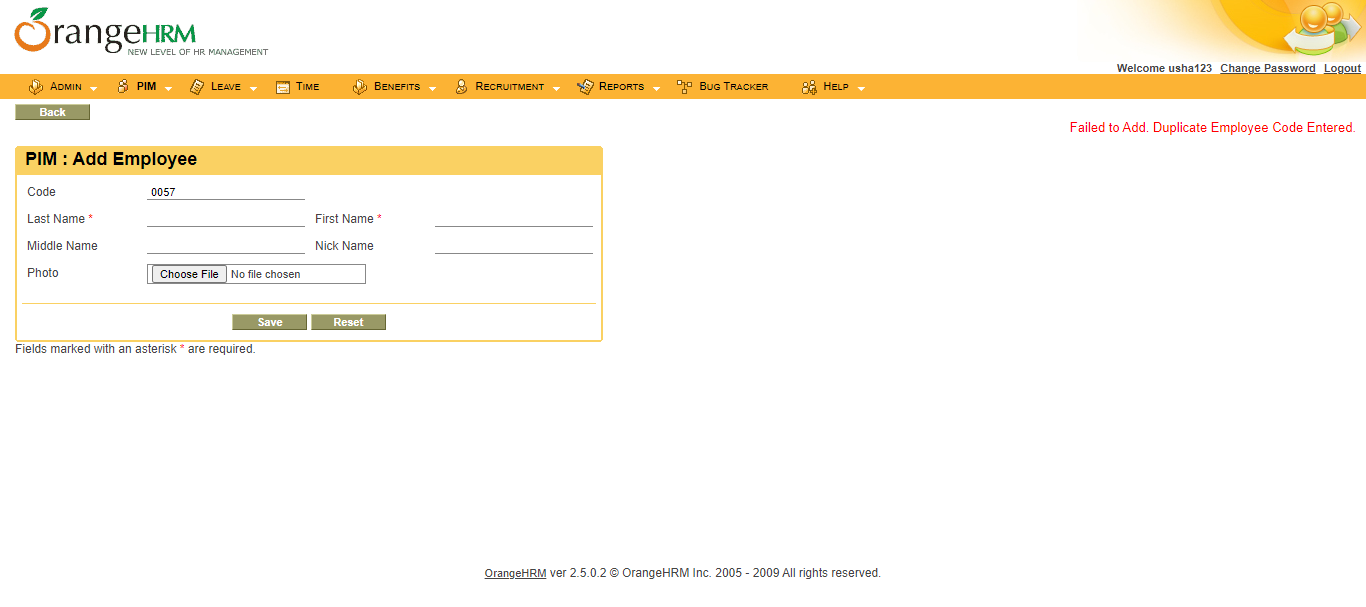 OrangeHRM
NEW LEVEL OF HR MANAGEMENT
Welcome usha123 Change Password Logout
ADMIN PIM LEAVE TIME BENEFITS RECRUITMENT REPORTS BUG TRACKER HELP
Back
Failed to Add. Duplicate Employee Code Entered.
PIM : Add Employee
Code 0057
Last Name * First Name *
Middle Name Nick Name
Photo Choose File No file chosen
Save Reset
Fields marked with an asterisk * are required.
OrangeHRM ver 2.5.0.2 © OrangeHRM Inc. 2005 - 2009 All rights reserved.